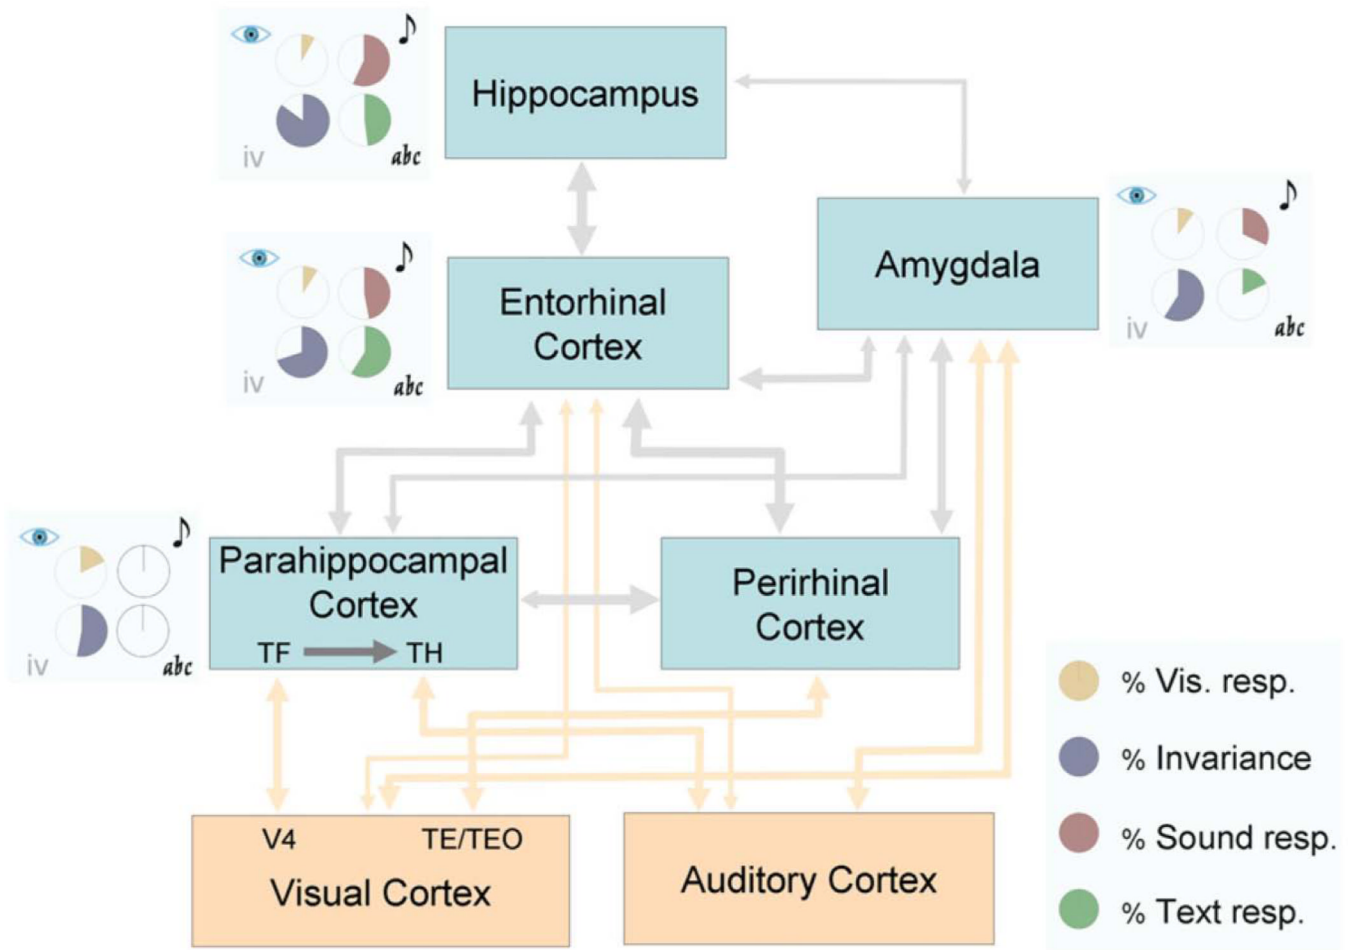 Hippocampus
iv
abc
Amygdala
iv
abc
Entorhinal
Cortex
iv
abc
Parahippocampal
Cortex
TF
TH
iv
abc
Perirhinal
Cortex
% Vis. resp.
% Invariance
% Sound resp.
% Text resp.
V4
TE/TEO
Visual Cortex
Auditory Cortex